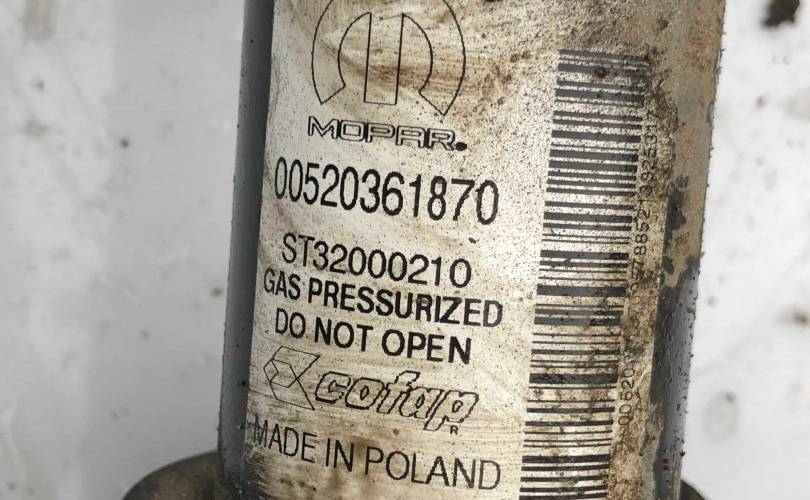 MOPAR.
00520361870
ST32000210
GAS PRESSURIZED
DO NOT OPEN
cofap
R
MADE IN POLAND